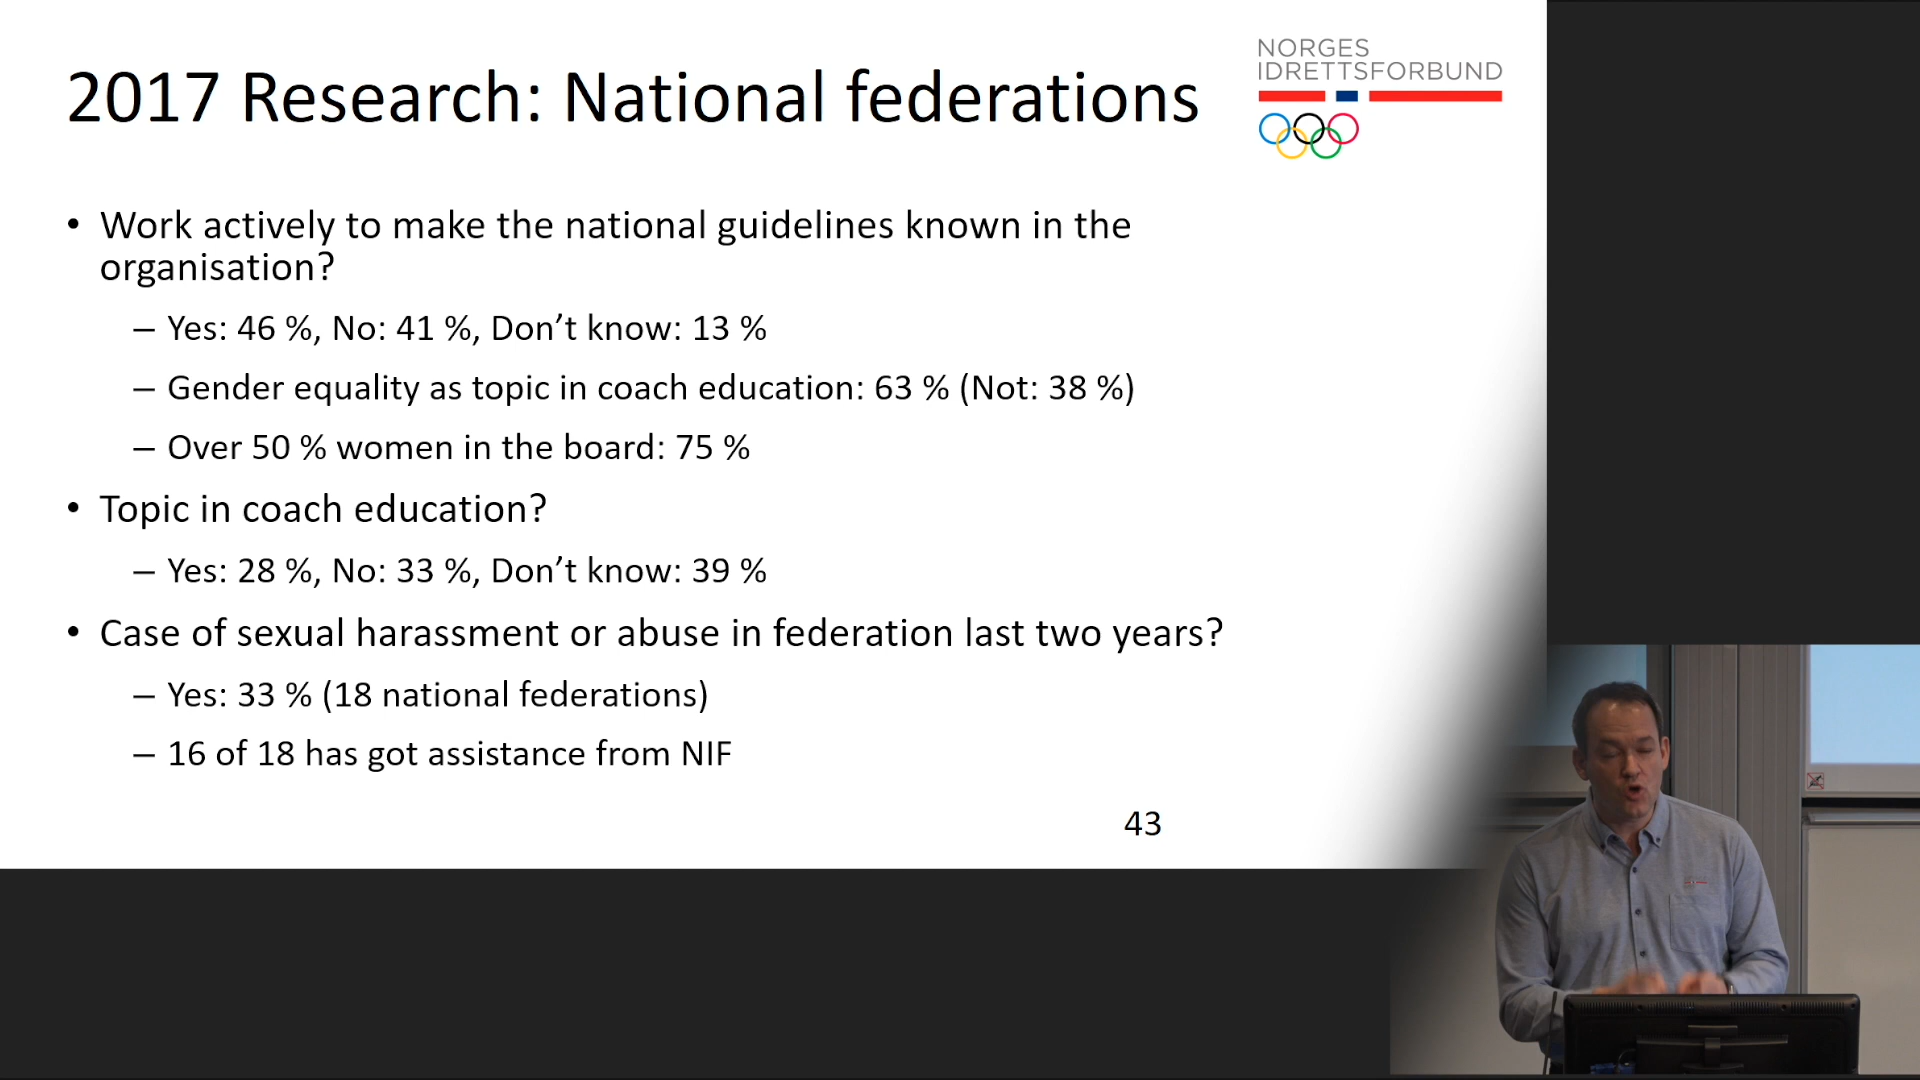 2017 Research: National federations
NORGES
IDRETTSFORBUND
• Work actively to make the national guidelines known in the
organisation?
– Yes: 46 %, No: 41 %, Don’t know: 13 %
– Gender equality as topic in coach education: 63 % (Not: 38 %)
– Over 50 % women in the board: 75 %
• Topic in coach education?
– Yes: 28 %, No: 33 %, Don’t know: 39 %
• Case of sexual harassment or abuse in federation last two years?
– Yes: 33 % (18 national federations)
– 16 of 18 has got assistance from NIF
43